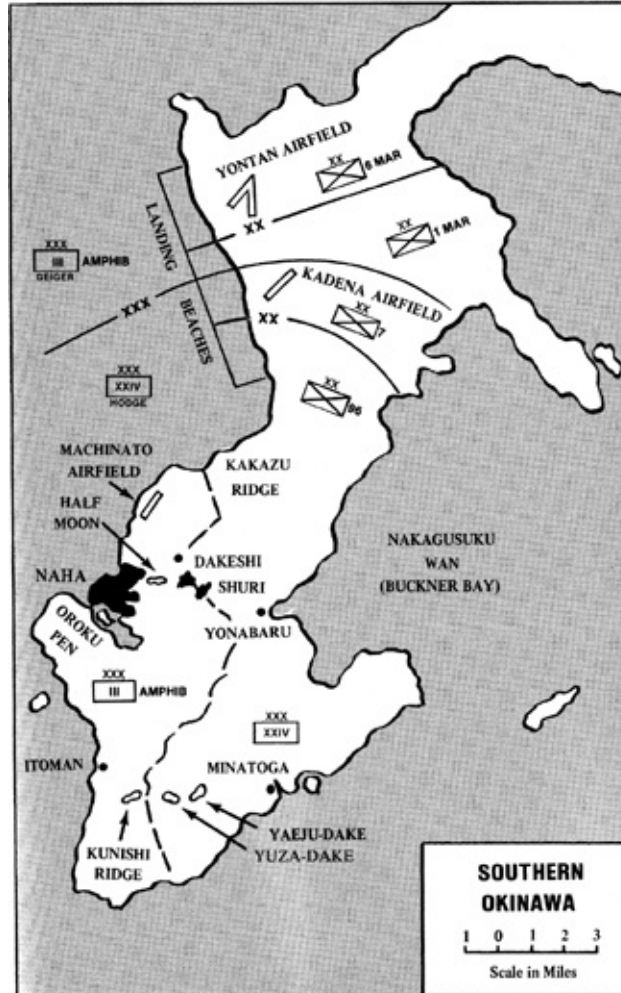 YONTAN AIRFIELD
XX
6 MAR
XX
LANDING
BEACHES
XX
1 MAR
XXX
III AMPHIB
GEIGER
XXX
KADENA AIRFIELD
XX
7
XX
XXX
XXIV
HODGE
XX
96
MACHINATO
AIRFIELD
KAKAZU
RIDGE
HALF
MOON
NAKAGUSUKU
WAN
(BUCKNER BAY)
DAKESHI
NAHA
SHURI
YONABARU
OROKU
PEN
XXX
III AMPHIB
XXX
XXIV
ITOMAN
MINATOGA
YAEJU-DAKE
YUZA-DAKE
KUNISHI
RIDGE
SOUTHERN
OKINAWA
1 0 1 2 3
Scale in Miles